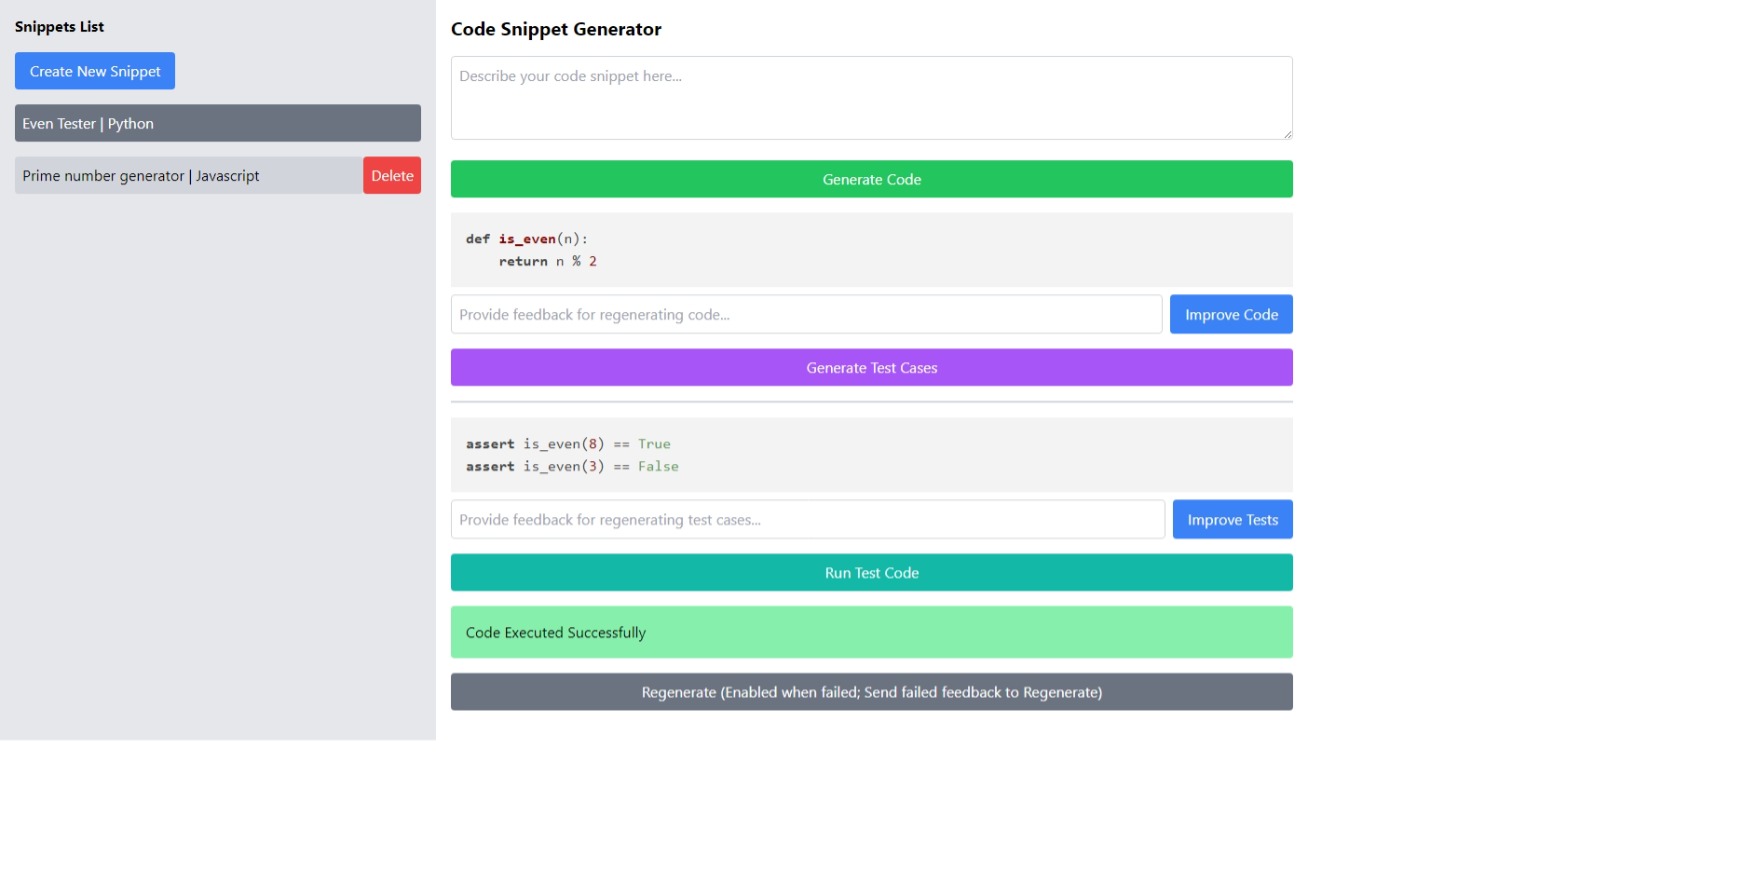 Snippets List
Create New Snippet
Even Tester | Python
Prime number generator | Javascript
Delete
Code Snippet Generator
Describe your code snippet here...
Generate Code
def is_even(n):
    return n % 2
Provide feedback for regenerating code...
Improve Code
Generate Test Cases
assert is_even(8) == True
assert is_even(3) == False
Provide feedback for regenerating test cases...
Improve Tests
Run Test Code
Code Executed Successfully
Regenerate (Enabled when failed; Send failed feedback to Regenerate)